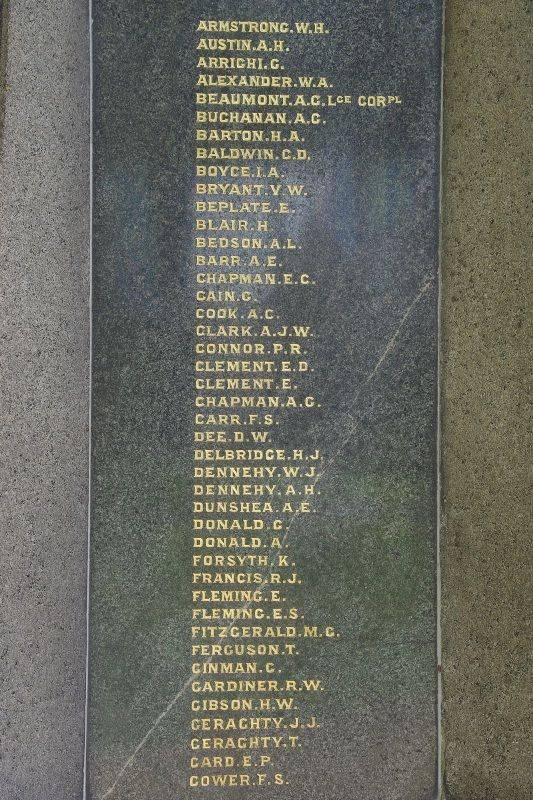 ARMSTRONG.W.H.
AUSTIN.A.H.
ARRIGHI.G.
ALEXANDER.W.A.
BEAUMONT.A.G.Lᶜᴱ CORᴾᴸ
BUCHANAN.A.G.
BARTON.H.A.
BALDWIN.C.D.
BOYCE.I.A.
BRYANT.V.W.
BEPLATE.E.
BLAIR.H
BEDSON.A.L.
BARR.A.E.
CHAPMAN.E.C.
CAIN.G.
COOK.A.C.
CLARK.A.J.W.
CONNOR.P.R.
CLEMENT.E.D.
CLEMENT.E.
CHAPMAN.A.G.
CARR.F.S.
DEE.D.W.
DELBRIDGE.H.J.
DENNEHY.W.J.
DENNEHY.A.H.
DUNSHEA.A.E.
DONALD.G.
DONALD.A.
FORSYTH.K.
FRANCIS.R.J.
FLEMING.E.
FLEMING.E.S.
FITZGERALD.M.G.
FERGUSON.T.
GINMAN.C.
GARDINER.R.W.
GIBSON.H.W.
GERAGHTY.J.J.
GERAGHTY.T.
GARD.E.P.
GOWER.F.S.